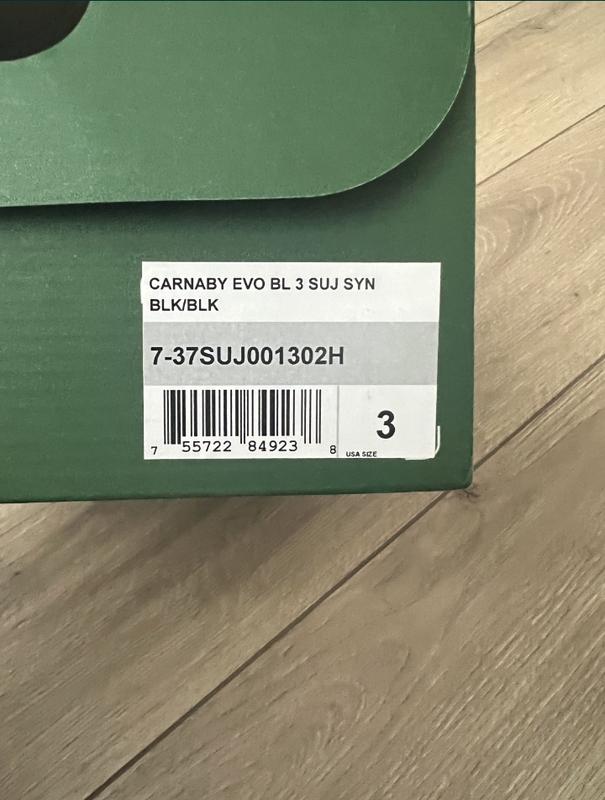 CARNABY EVO BL 3 SUJ SYN
BLK/BLK
7-37SUJ001302H
7 55722 84923 8
3
USA SIZE